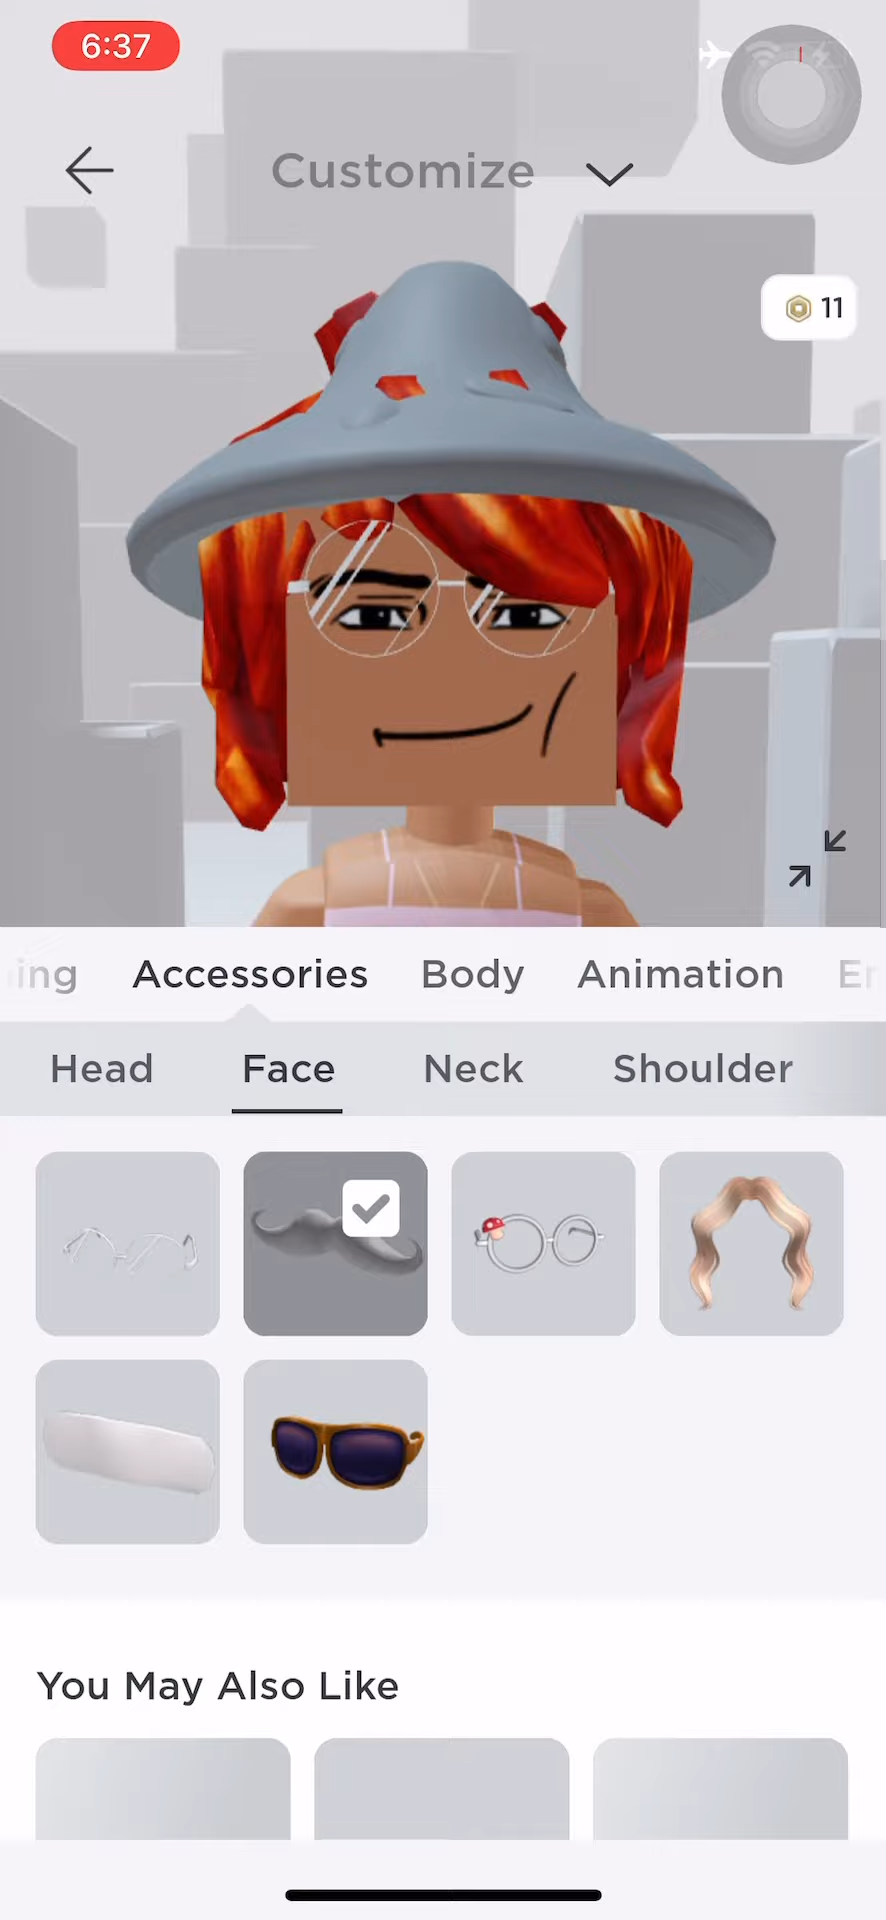 6:37
Customize
11
ing Accessories Body Animation
Head Face Neck Shoulder
You May Also Like